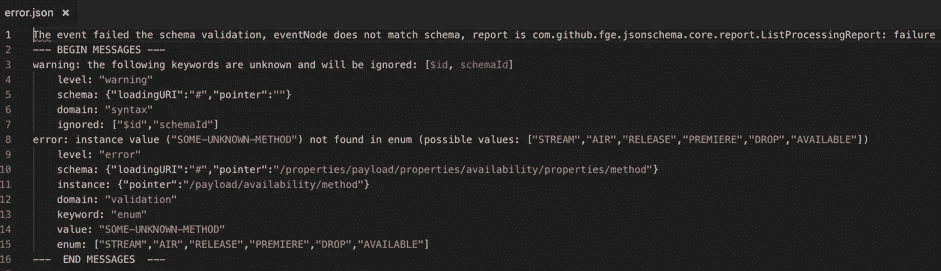 error.json ×
1 The event failed the schema validation, eventNode does not match schema, report is com.github.fge.jsonschema.core.report.ListProcessingReport: failure
2 --- BEGIN MESSAGES ---
3 warning: the following keywords are unknown and will be ignored: [$id, schemaId]
4 level: "warning"
5 schema: {"loadingURI":"#","pointer":""}
6 domain: "syntax"
7 ignored: ["$id","schemaId"]
8 error: instance value ("SOME-UNKNOWN-METHOD") not found in enum (possible values: ["STREAM","AIR","RELEASE","PREMIERE","DROP","AVAILABLE"])
9 level: "error"
10 schema: {"loadingURI":"#","pointer":"/properties/payload/properties/availability/properties/method"}
11 instance: {"pointer":"/payload/availability/method"}
12 domain: "validation"
13 keyword: "enum"
14 value: "SOME-UNKNOWN-METHOD"
15 enum: ["STREAM","AIR","RELEASE","PREMIERE","DROP","AVAILABLE"]
16 --- END MESSAGES ---